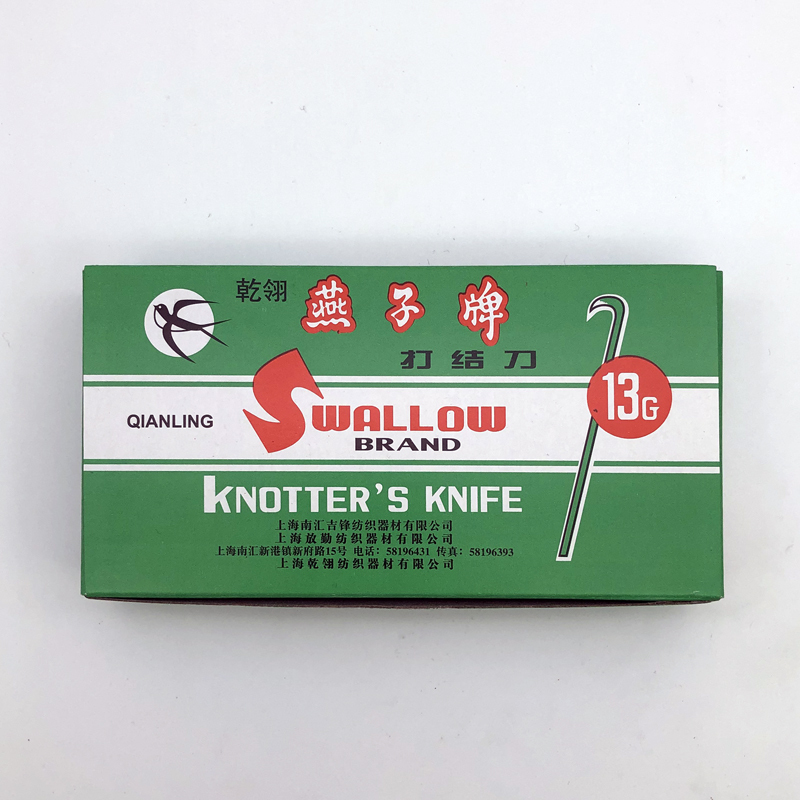 乾翎 燕子牌
打结刀
13G
QIANLING SWALLOW
BRAND
KNOTTER'S KNIFE
上海南汇吉锋纺织器材有限公司
上海放勤纺织器材有限公司
上海南汇新港镇新府路15号 电话：58196431 传真：58196393
上海乾翎纺织器材有限公司